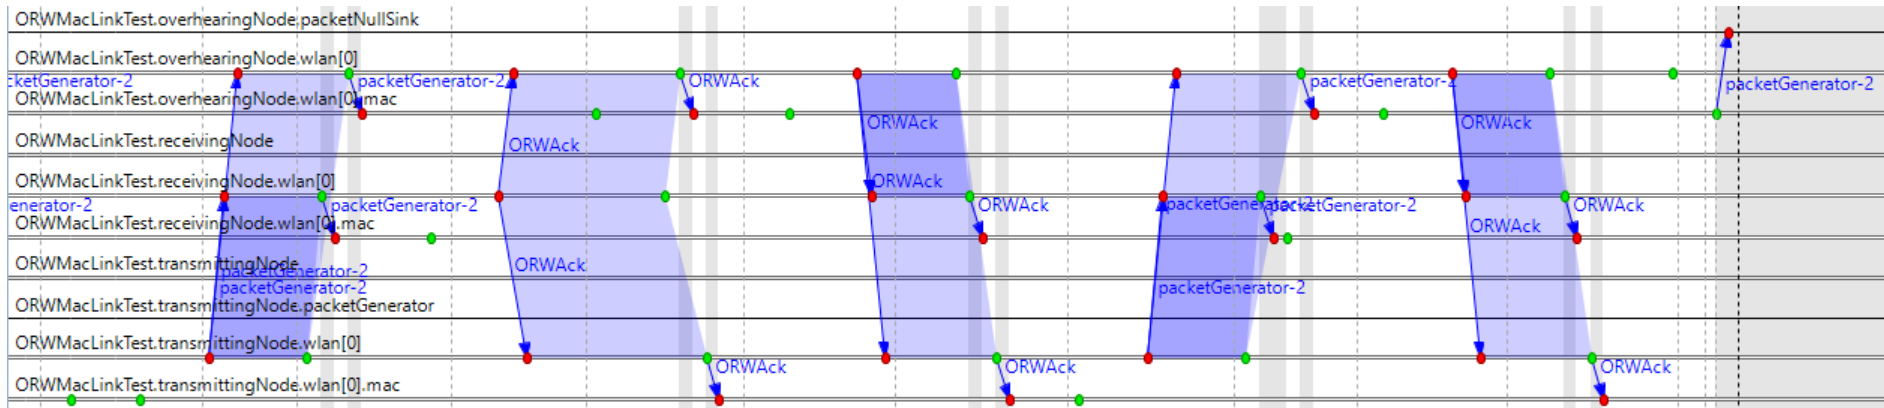 ORWMacLinkTest.overhearingNode.packetNullSink
ORWMacLinkTest.overhearingNode.wlan[0]
cketGenerator-2
packetGenerator-2
ORWAck
packetGenerator-2
packetGenerator-2
ORWMacLinkTest.overhearingNode.wlan[0].mac
ORWAck
ORWAck
ORWMacLinkTest.receivingNode
ORWAck
ORWMacLinkTest.receivingNode.wlan[0]
ORWAck
enerator-2
packetGenerator-2
ORWAck
packetGenerator-2
packetGenerator-2
ORWAck
ORWMacLinkTest.receivingNode.wlan[0].mac
ORWAck
ORWMacLinkTest.transmittingNode
packetGenerator-2
ORWAck
packetGenerator-2
packetGenerator-2
ORWMacLinkTest.transmittingNode.packetGenerator
ORWMacLinkTest.transmittingNode.wlan[0]
ORWAck
ORWAck
ORWAck
ORWMacLinkTest.transmittingNode.wlan[0].mac